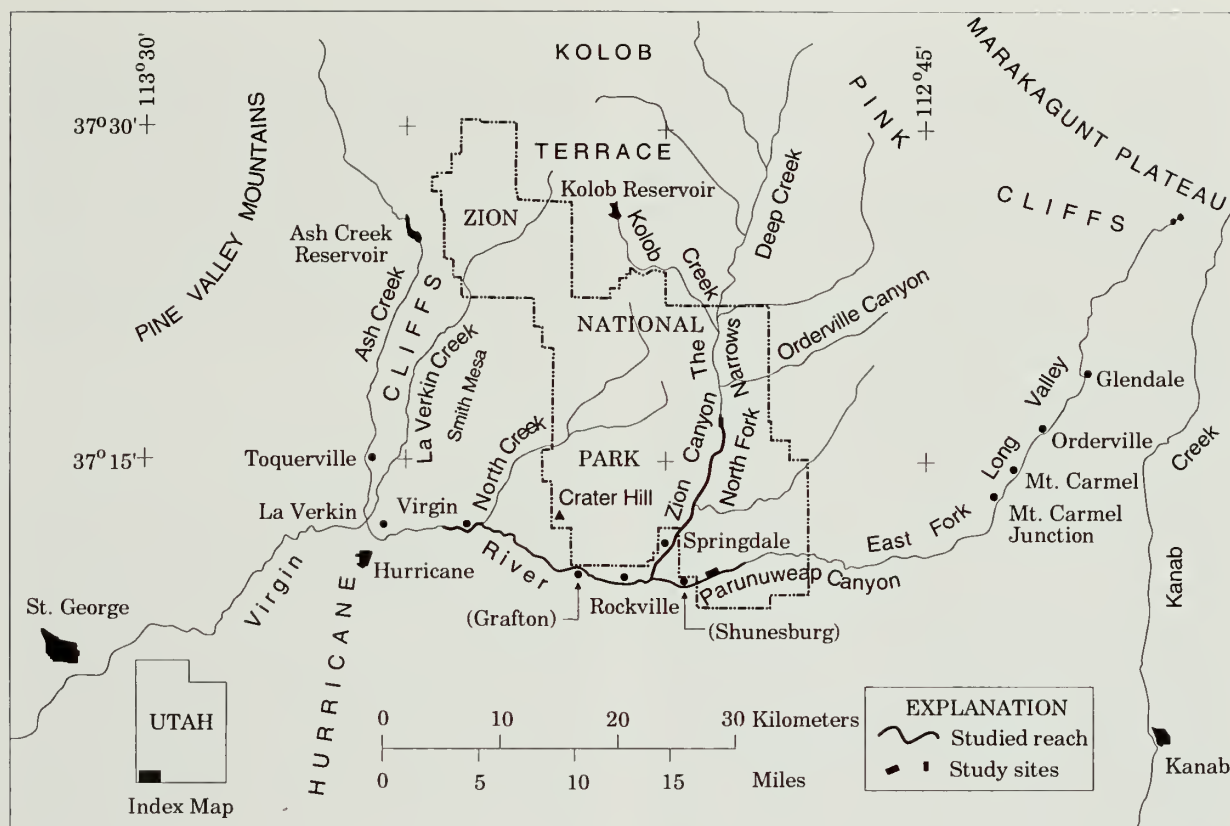 113°30'
KOLOB
112°45'
MARAKAGUNT PLATEAU
37°30'
PINE VALLEY MOUNTAINS
PINK
CLIFFS
TERRACE
Kolob Reservoir
ZION
Kolob Creek
Deep Creek
Ash Creek
Reservoir
Ash Creek
CLIFFS
La Verkin Creek
Smith Mesa
NATIONAL
The Narrows
Orderville Canyon
Valley
Glendale
North Creek
Zion Canyon
North Fork
Long
Orderville
37°15'
Toquerville
PARK
Crater Hill
Mt. Carmel
Creek
La Verkin
Virgin
Springdale
East Fork
Mt. Carmel
Junction
River
Hurricane
Virgin
Parunuweap Canyon
Kanab
St. George
(Grafton)
Rockville
(Shunesburg)
HURRICANE
UTAH
Index Map
0 10 20 30 Kilometers
0 5 10 15 Miles
EXPLANATION
Studied reach
Study sites
Kanab